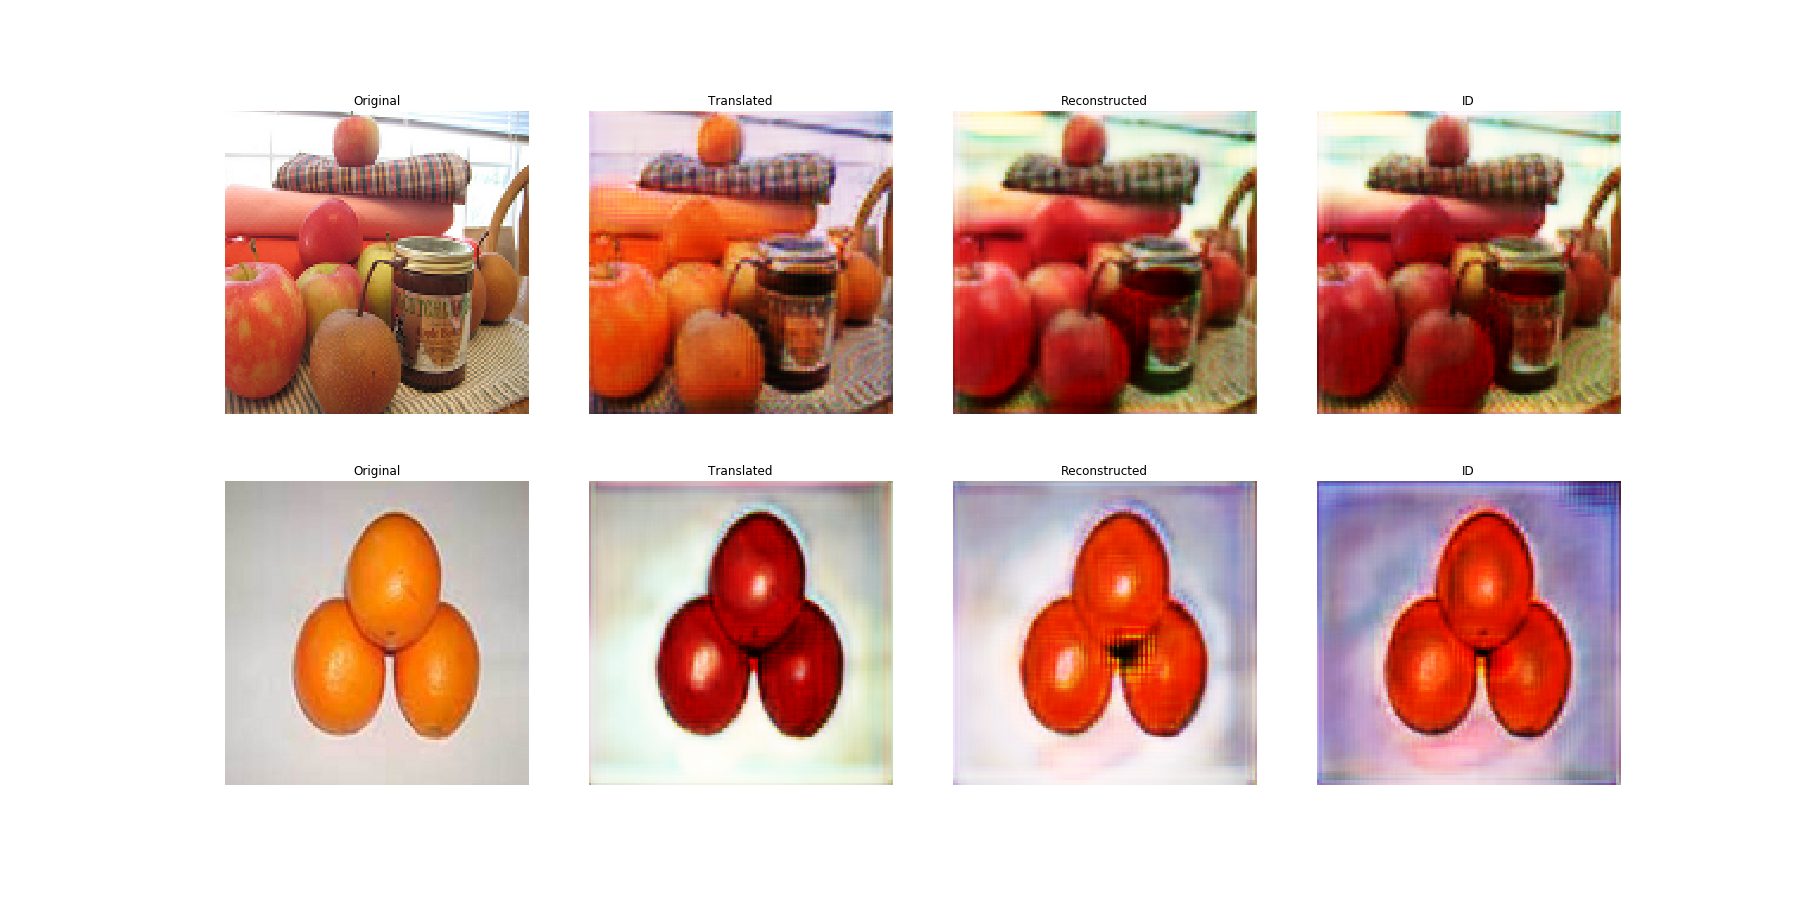 Original
Translated
Reconstructed
ID
Original
Translated
Reconstructed
ID